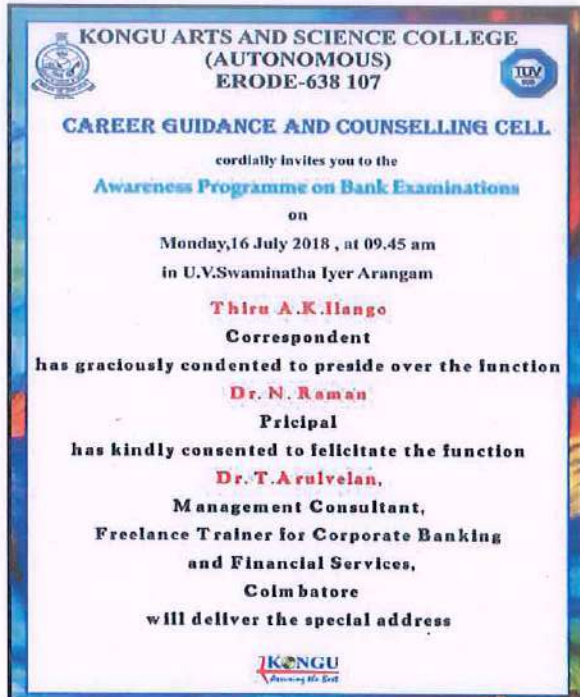 KONGU ARTS AND SCIENCE COLLEGE
(AUTONOMOUS)
ERODE-638 107
TUV
CAREER GUIDANCE AND COUNSELLING CELL
cordially invites you to the
Awareness Programme on Bank Examinations
on
Monday,16 July 2018 , at 09.45 am
in U.V.Swaminatha Iyer Arangam
Thiru A.K.Ilango
Correspondent
has graciously condented to preside over the function
Dr. N. Raman
Pricipal
has kindly consented to felicitate the function
Dr. T.Arulvelan,
Management Consultant,
Freelance Trainer for Corporate Banking
and Financial Services,
Coimbatore
will deliver the special address
KONGU